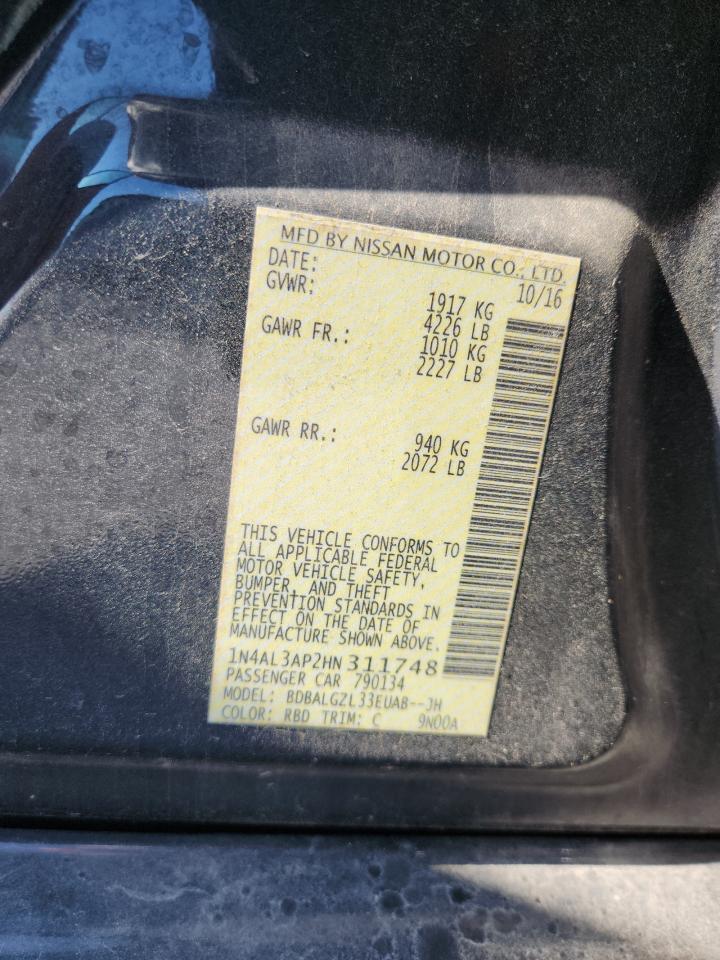 MFD BY NISSAN MOTOR CO., LTD.
DATE: 10/16
GVWR: 1917 KG
4226 LB
GAWR FR.: 1010 KG
2227 LB
GAWR RR.: 940 KG
2072 LB
THIS VEHICLE CONFORMS TO
ALL APPLICABLE FEDERAL
MOTOR VEHICLE SAFETY,
BUMPER, AND THEFT
PREVENTION STANDARDS IN
EFFECT ON THE DATE OF
MANUFACTURE SHOWN ABOVE.
1N4AL3AP2HN311748
PASSENGER CAR 790134
MODEL: BDBALGZL33EUAB--JH
COLOR: RBD TRIM: C 9N00A